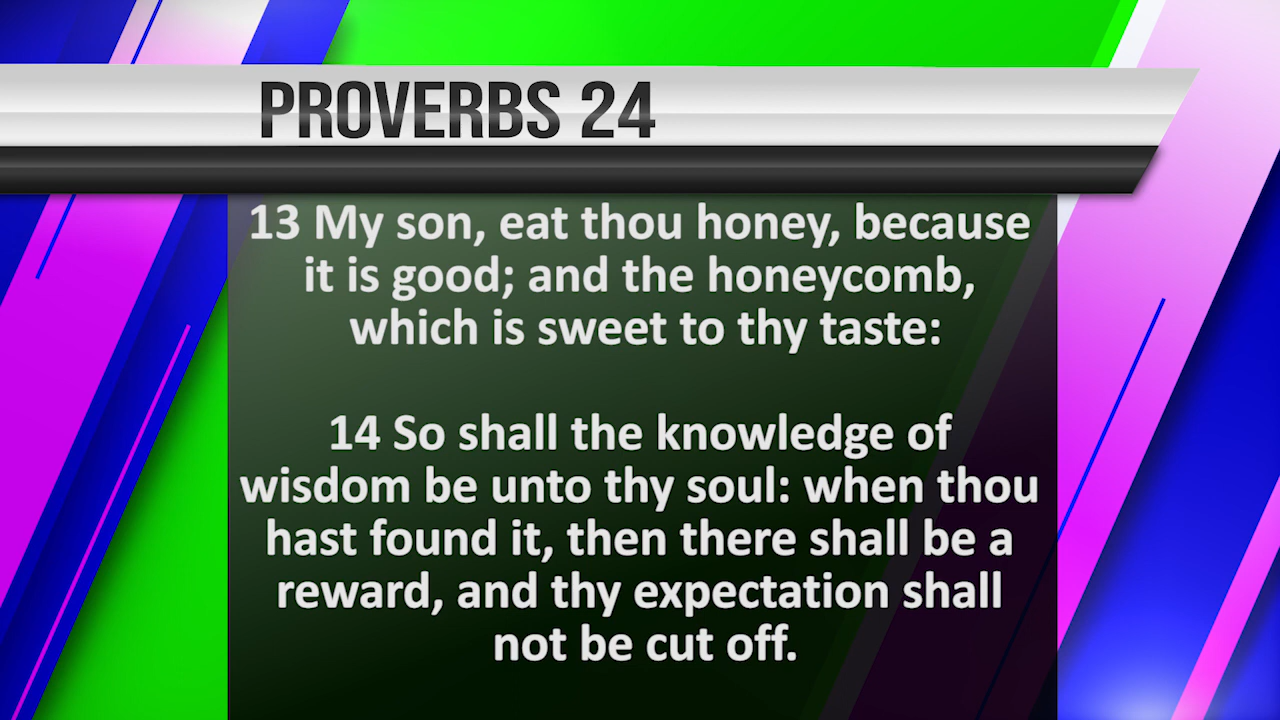 PROVERBS 24
13 My son, eat thou honey, because
it is good; and the honeycomb,
which is sweet to thy taste:
14 So shall the knowledge of
wisdom be unto thy soul: when thou
hast found it, then there shall be a
reward, and thy expectation shall
not be cut off.